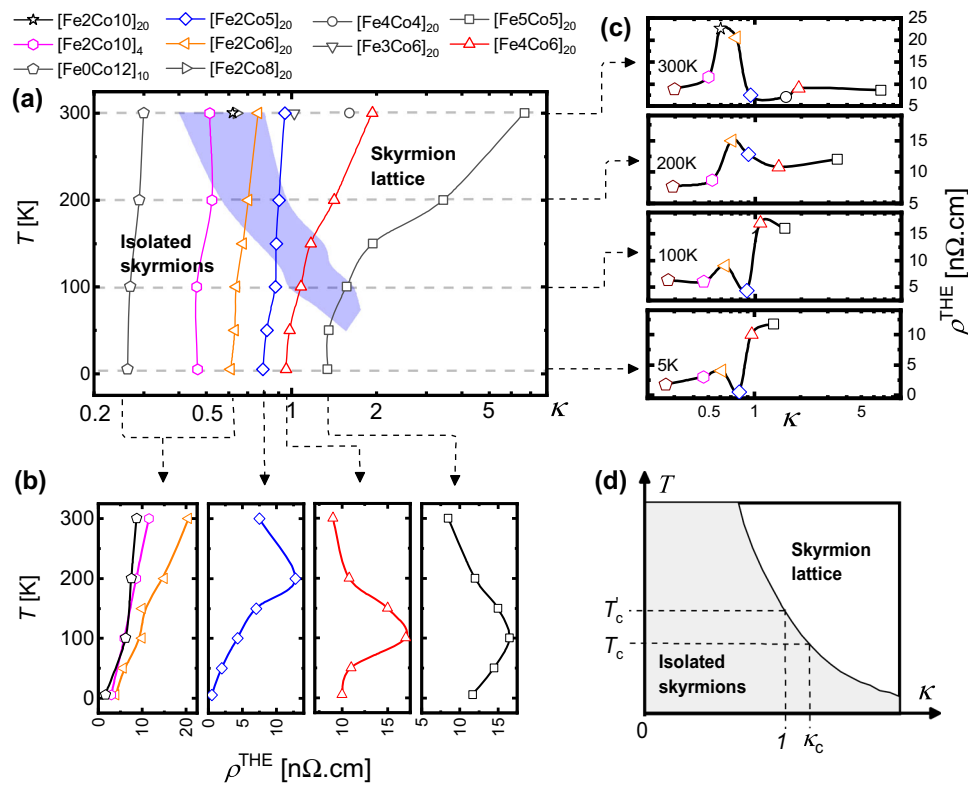 [Fe2Co10]20 [Fe2Co5]20 [Fe4Co4]20 [Fe5Co5]20
[Fe2Co10]4 [Fe2Co6]20 [Fe3Co6]20 [Fe4Co6]20
[Fe0Co12]10 [Fe2Co8]20
(a)
T [K]
300
200
100
0
Isolated
skyrmions
Skyrmion
lattice
0.2 0.5 1 2 5 κ
(c)
300K
25
20
15
10
5
200K
15
10
5
100K
15
10
5
0
5K
10
5
0
0.5 1 5
κ
ρTHE [nΩ.cm]
(b)
T [K]
300
200
100
0
0 10 20
0 5 10
10 15
5 10 15
ρTHE [nΩ.cm]
(d)
T
Skyrmion
lattice
T'c
Tc
Isolated
skyrmions
κ
0 1 κc